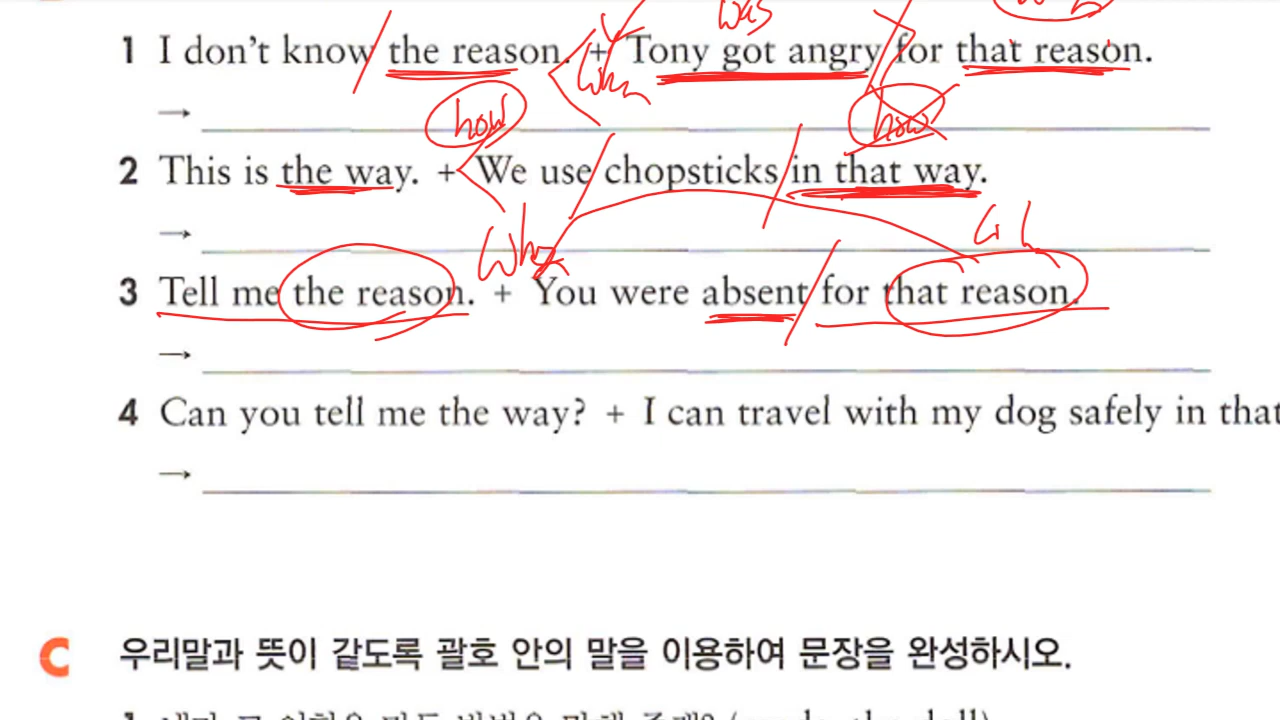 was
1 I don't know the reason. + Tony got angry for that reason.
→
how
how
2 This is the way. + We use chopsticks in that way.
→
3 Tell me the reason. + You were absent for that reason.
→
4 Can you tell me the way? + I can travel with my dog safely in that
→
C 우리말과 뜻이 같도록 괄호 안의 말을 이용하여 문장을 완성하시오.